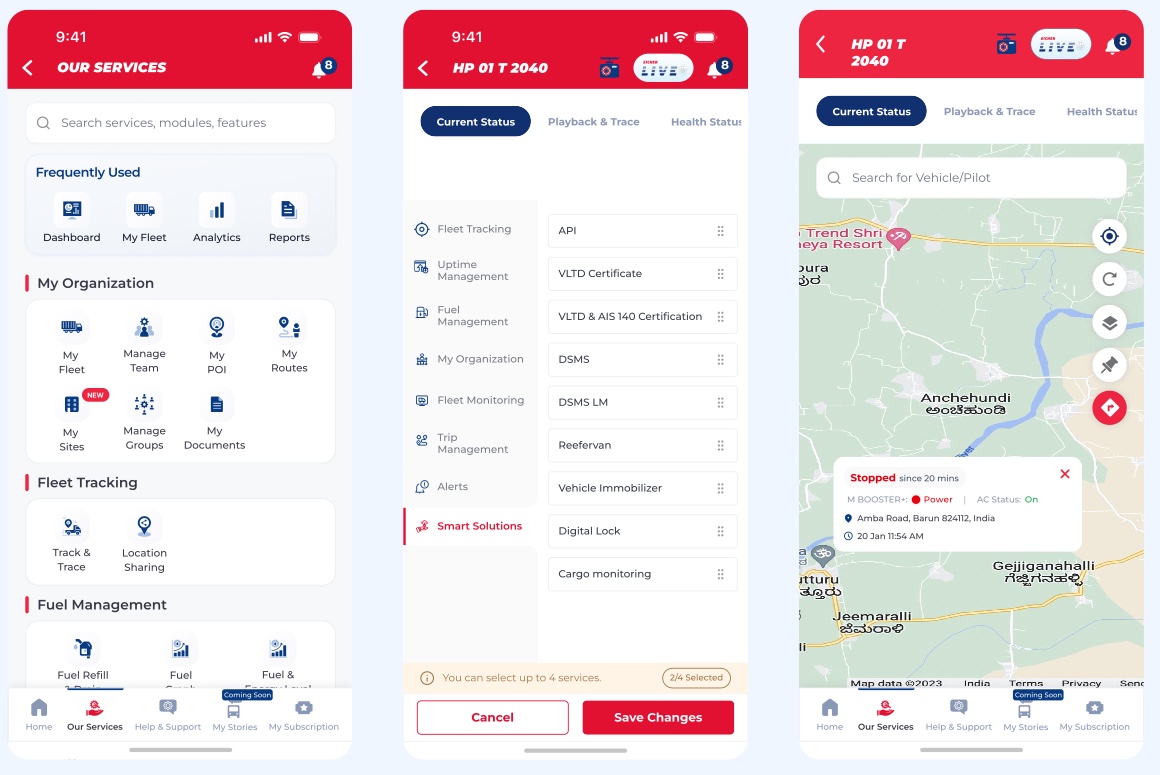 9:41
OUR SERVICES
8
Search services, modules, features
Frequently Used
Dashboard
My Fleet
Analytics
Reports
My Organization
My Fleet
Manage Team
My POI
My Routes
NEW
My Sites
Manage Groups
My Documents
Fleet Tracking
Track & Trace
Location Sharing
Fuel Management
Fuel Refill
Fuel
Fuel &
Coming Soon
Home
Our Services
Help & Support
My Stories
My Subscription
9:41
HP 01 T 2040
EICHER
LIVE
8
Current Status
Playback & Trace
Health Status
Fleet Tracking
Uptime Management
Fuel Management
My Organization
Fleet Monitoring
Trip Management
Alerts
Smart Solutions
API
VLTD Certificate
VLTD & AIS 140 Certification
DSMS
DSMS LM
Reefervan
Vehicle Immobilizer
Digital Lock
Cargo monitoring
You can select up to 4 services.
2/4 Selected
Cancel
Save Changes
HP 01 T
2040
EICHER
LIVE
8
Current Status
Playback & Trace
Health Status
Search for Vehicle/Pilot
Trend Shri
neya Resort
pura
ಪುರ
Anchehundi
ಅಂಚೆಹುಂಡಿ
Stopped since 20 mins
M BOOSTER+: Power | AC Status: On
Amba Road, Barun 824112, India
20 Jan 11:54 AM
utturu
ತ್ತೂರು
Gejjiganahalli
ಗೆಜ್ಜಿಗನಹಳ್ಳಿ
Jeemaralli
ಜೆಮರಾಳಿ
Map data ©2023
India
Terms
Privacy
Send
Coming Soon
Home
Our Services
Help & Support
My Stories
My Subscription